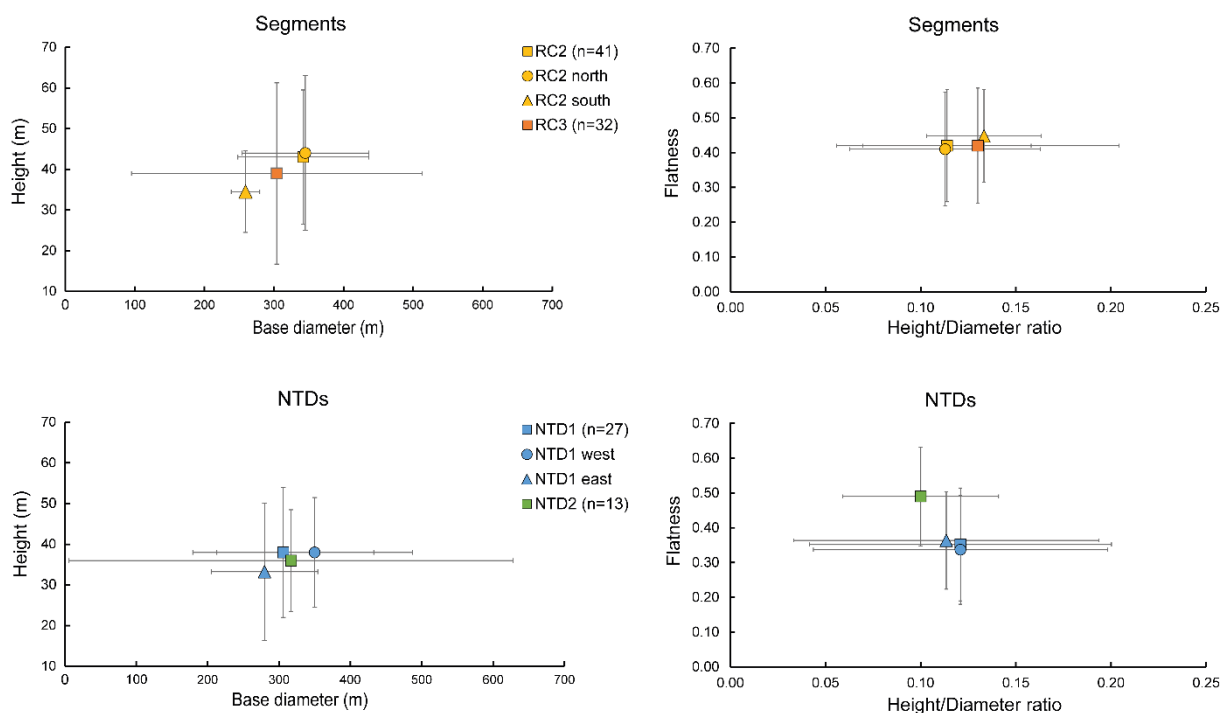 Segments
70
60
50
40
30
20
10
0 100 200 300 400 500 600 700
Height (m)
Base diameter (m)
RC2 (n=41)
RC2 north
RC2 south
RC3 (n=32)
Segments
0.70
0.60
0.50
0.40
0.30
0.20
0.10
0.00
0.00 0.05 0.10 0.15 0.20 0.25
Flatness
Height/Diameter ratio
NTDs
70
60
50
40
30
20
10
0 100 200 300 400 500 600 700
Height (m)
Base diameter (m)
NTD1 (n=27)
NTD1 west
NTD1 east
NTD2 (n=13)
NTDs
0.70
0.60
0.50
0.40
0.30
0.20
0.10
0.00
0.00 0.05 0.10 0.15 0.20 0.25
Flatness
Height/Diameter ratio